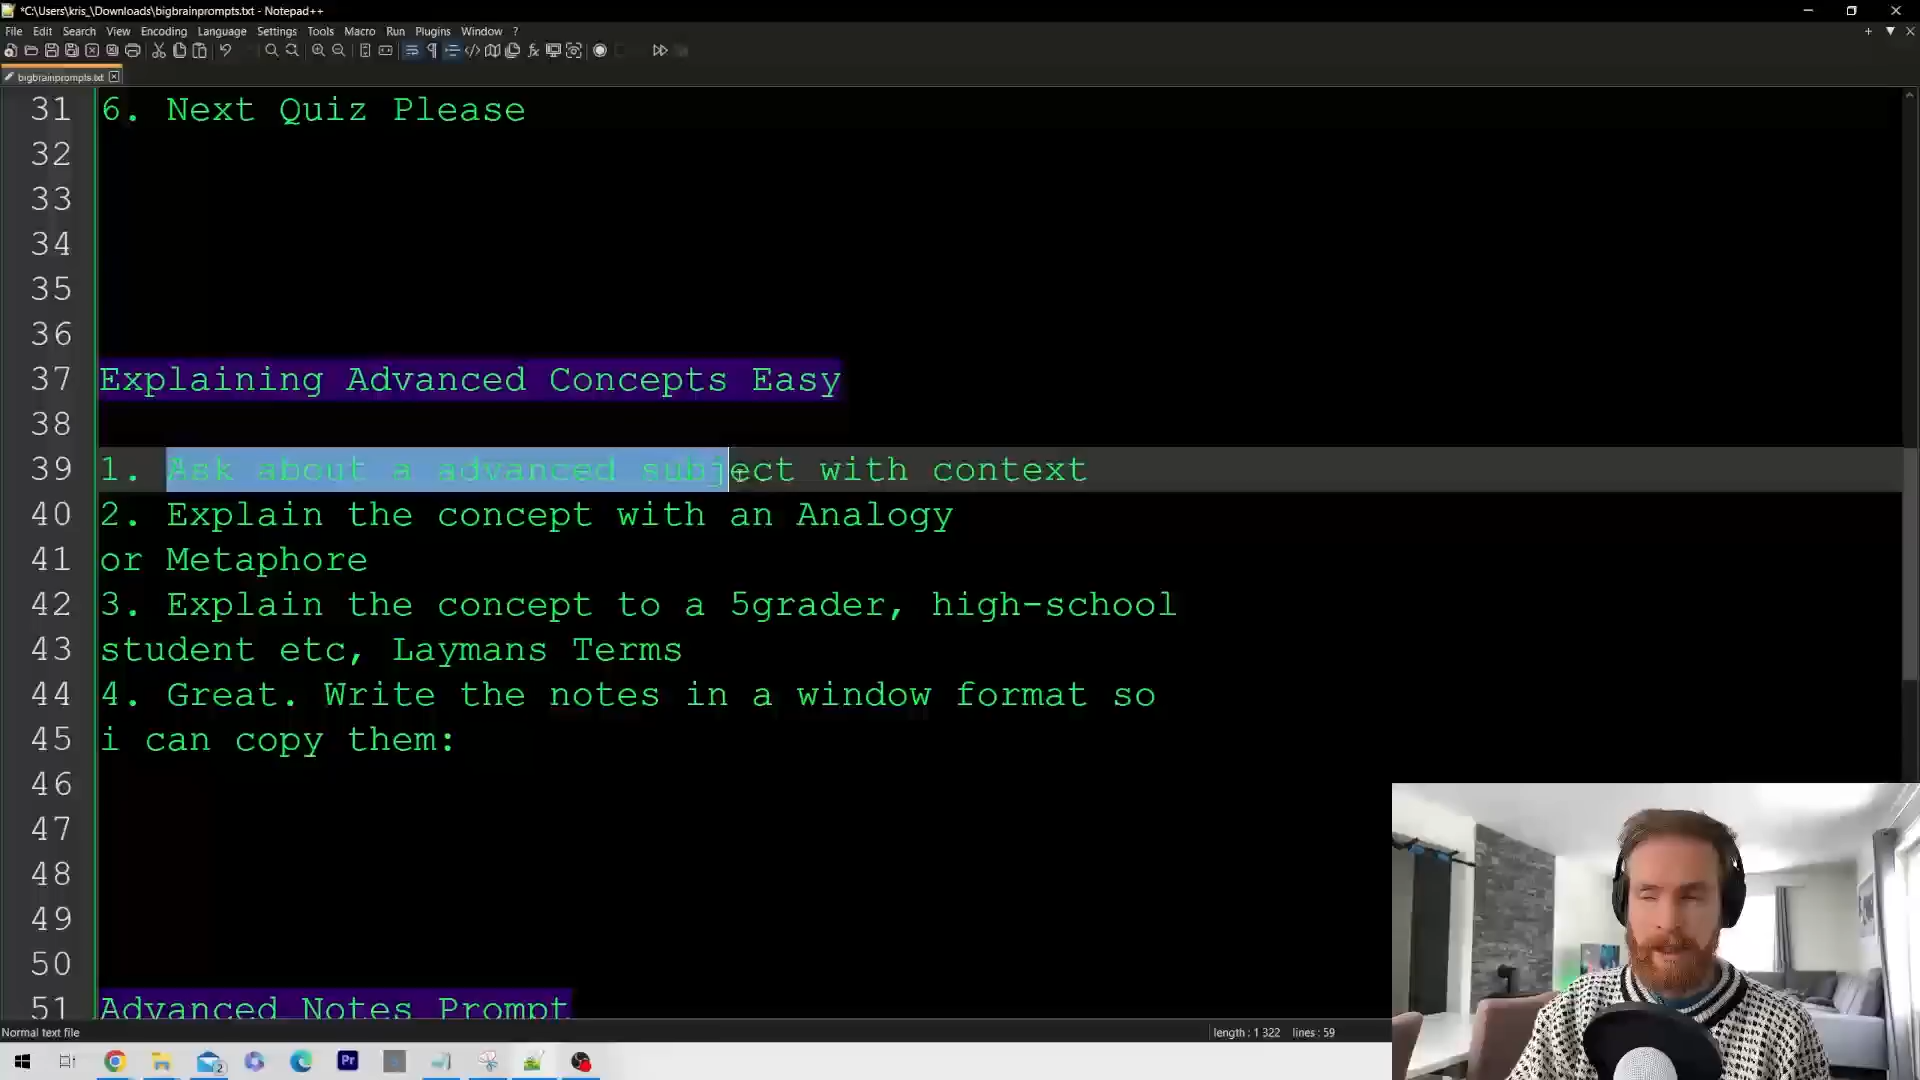 *C:\Users\kris_\Downloads\bigbrainprompts.txt - Notepad++
File Edit Search View Encoding Language Settings Tools Macro Run Plugins Window ?
bigbrainprompts.txt
31 6. Next Quiz Please
32
33
34
35
36
37 Explaining Advanced Concepts Easy
38
39 1. Ask about a advanced subject with context
40 2. Explain the concept with an Analogy
41 or Metaphore
42 3. Explain the concept to a 5grader, high-school
43 student etc, Laymans Terms
44 4. Great. Write the notes in a window format so
45 i can copy them:
46
47
48
49
50
51 Advanced Notes Prompt
Normal text file length : 1 322 lines : 59
2 Pr